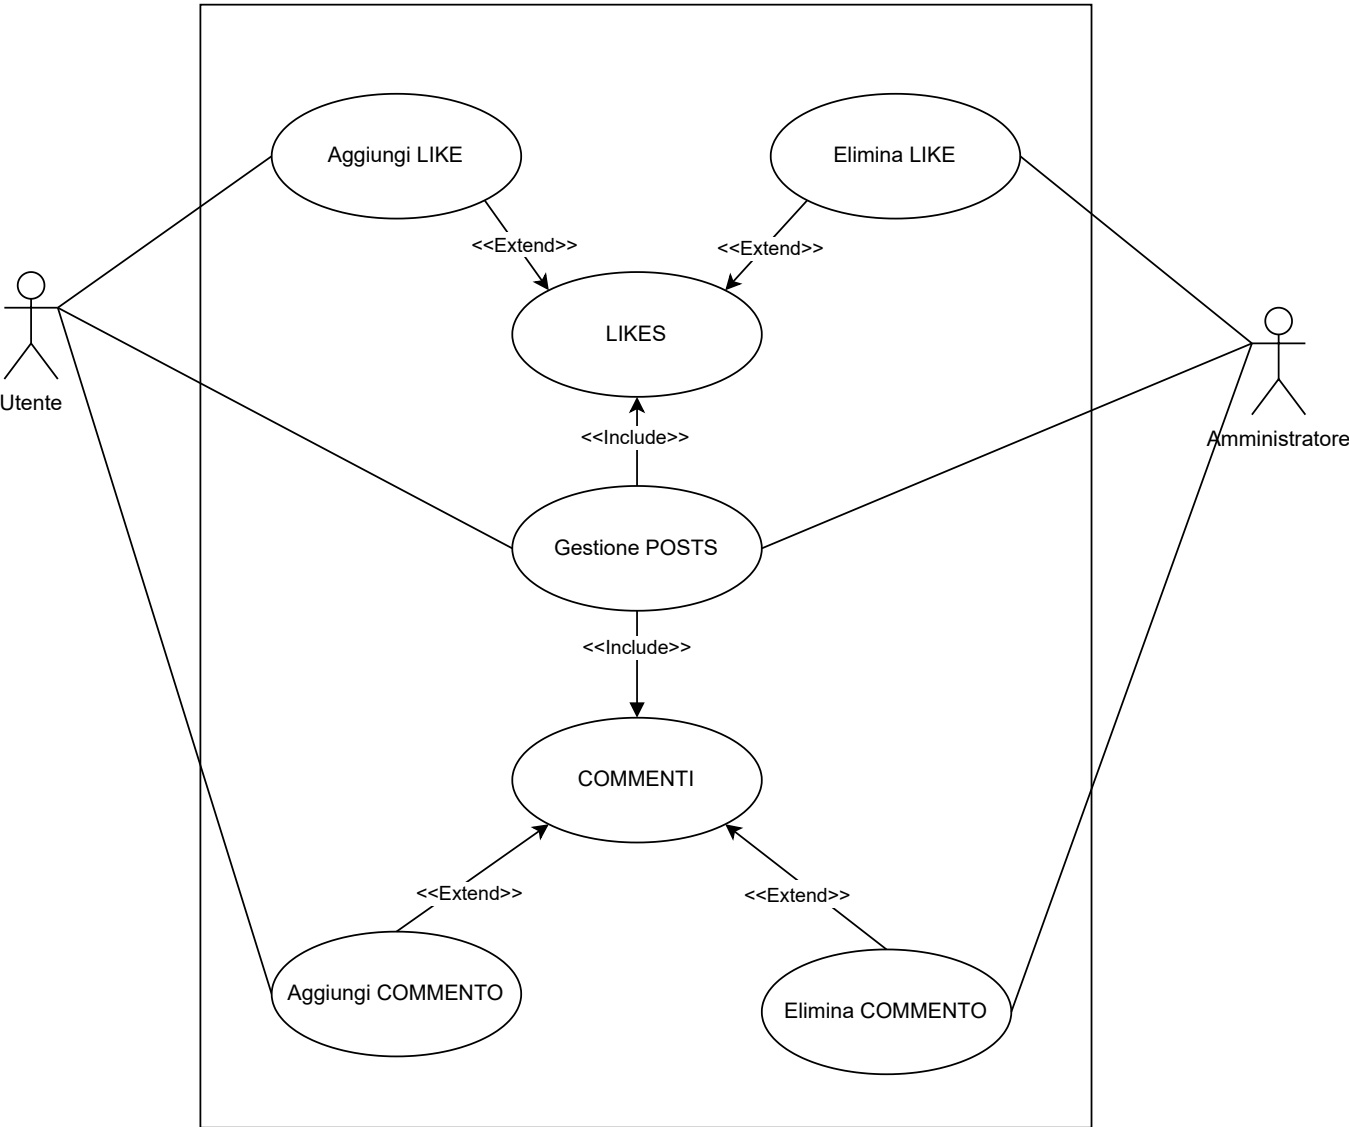 Aggiungi LIKE
Elimina LIKE
<<Extend>>
<<Extend>>
LIKES
Utente
<<Include>>
Amministratore
Gestione POSTS
<<Include>>
COMMENTI
<<Extend>>
<<Extend>>
Aggiungi COMMENTO
Elimina COMMENTO